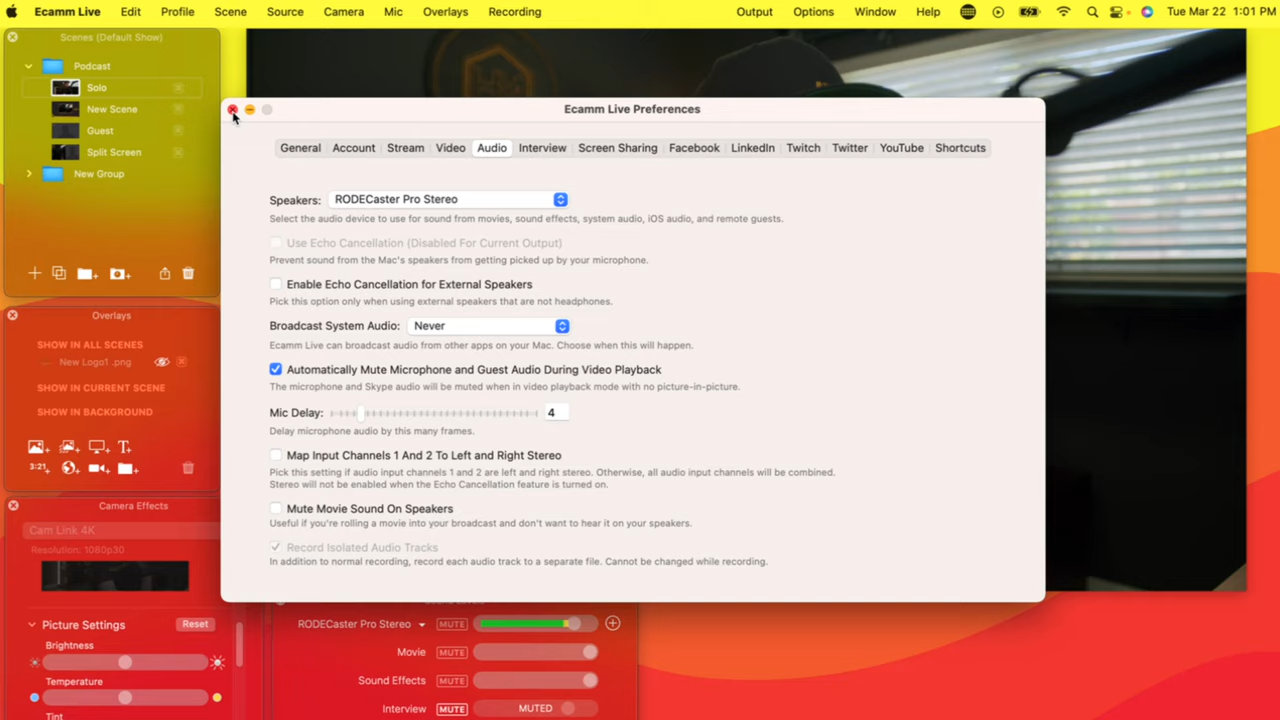 Ecamm Live Edit Profile Scene Source Camera Mic Overlays Recording Output Options Window Help Tue Mar 22 1:01 PM
Scenes (Default Show)
Podcast
Solo
New Scene
Guest
Split Screen
New Group
Overlays
SHOW IN ALL SCENES
New Logo1 .png
SHOW IN CURRENT SCENE
SHOW IN BACKGROUND
T+
3:21+
Camera Effects
Cam Link 4K
Resolution: 1080p30
Picture Settings Reset
Brightness
Temperature
Tint
Ecamm Live Preferences
General Account Stream Video Audio Interview Screen Sharing Facebook LinkedIn Twitch Twitter YouTube Shortcuts
Speakers: RODECaster Pro Stereo
Select the audio device to use for sound from movies, sound effects, system audio, iOS audio, and remote guests.
Use Echo Cancellation (Disabled For Current Output)
Prevent sound from the Mac's speakers from getting picked up by your microphone.
Enable Echo Cancellation for External Speakers
Pick this option only when using external speakers that are not headphones.
Broadcast System Audio: Never
Ecamm Live can broadcast audio from other apps on your Mac. Choose when this will happen.
Automatically Mute Microphone and Guest Audio During Video Playback
The microphone and Skype audio will be muted when in video playback mode with no picture-in-picture.
Mic Delay: 4
Delay microphone audio by this many frames.
Map Input Channels 1 And 2 To Left and Right Stereo
Pick this setting if audio input channels 1 and 2 are left and right stereo. Otherwise, all audio input channels will be combined.
Stereo will not be enabled when the Echo Cancellation feature is turned on.
Mute Movie Sound On Speakers
Useful if you're rolling a movie into your broadcast and don't want to hear it on your speakers.
Record Isolated Audio Tracks
In addition to normal recording, record each audio track to a separate file. Cannot be changed while recording.
RODECaster Pro Stereo MUTE
Movie MUTE
Sound Effects MUTE
Interview MUTE MUTED